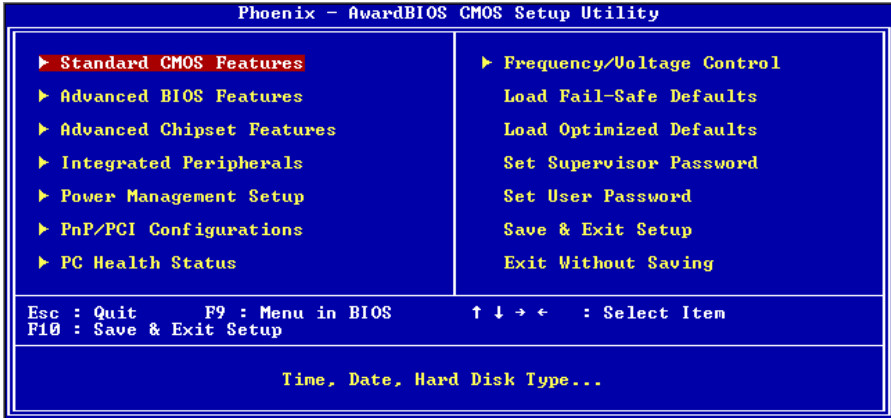 Phoenix - AwardBIOS CMOS Setup Utility
▶ Standard CMOS Features
▶ Advanced BIOS Features
▶ Advanced Chipset Features
▶ Integrated Peripherals
▶ Power Management Setup
▶ PnP/PCI Configurations
▶ PC Health Status
▶ Frequency/Voltage Control
Load Fail-Safe Defaults
Load Optimized Defaults
Set Supervisor Password
Set User Password
Save & Exit Setup
Exit Without Saving
Esc : Quit F9 : Menu in BIOS ↑ ↓ → ← : Select Item
F10 : Save & Exit Setup
Time, Date, Hard Disk Type...